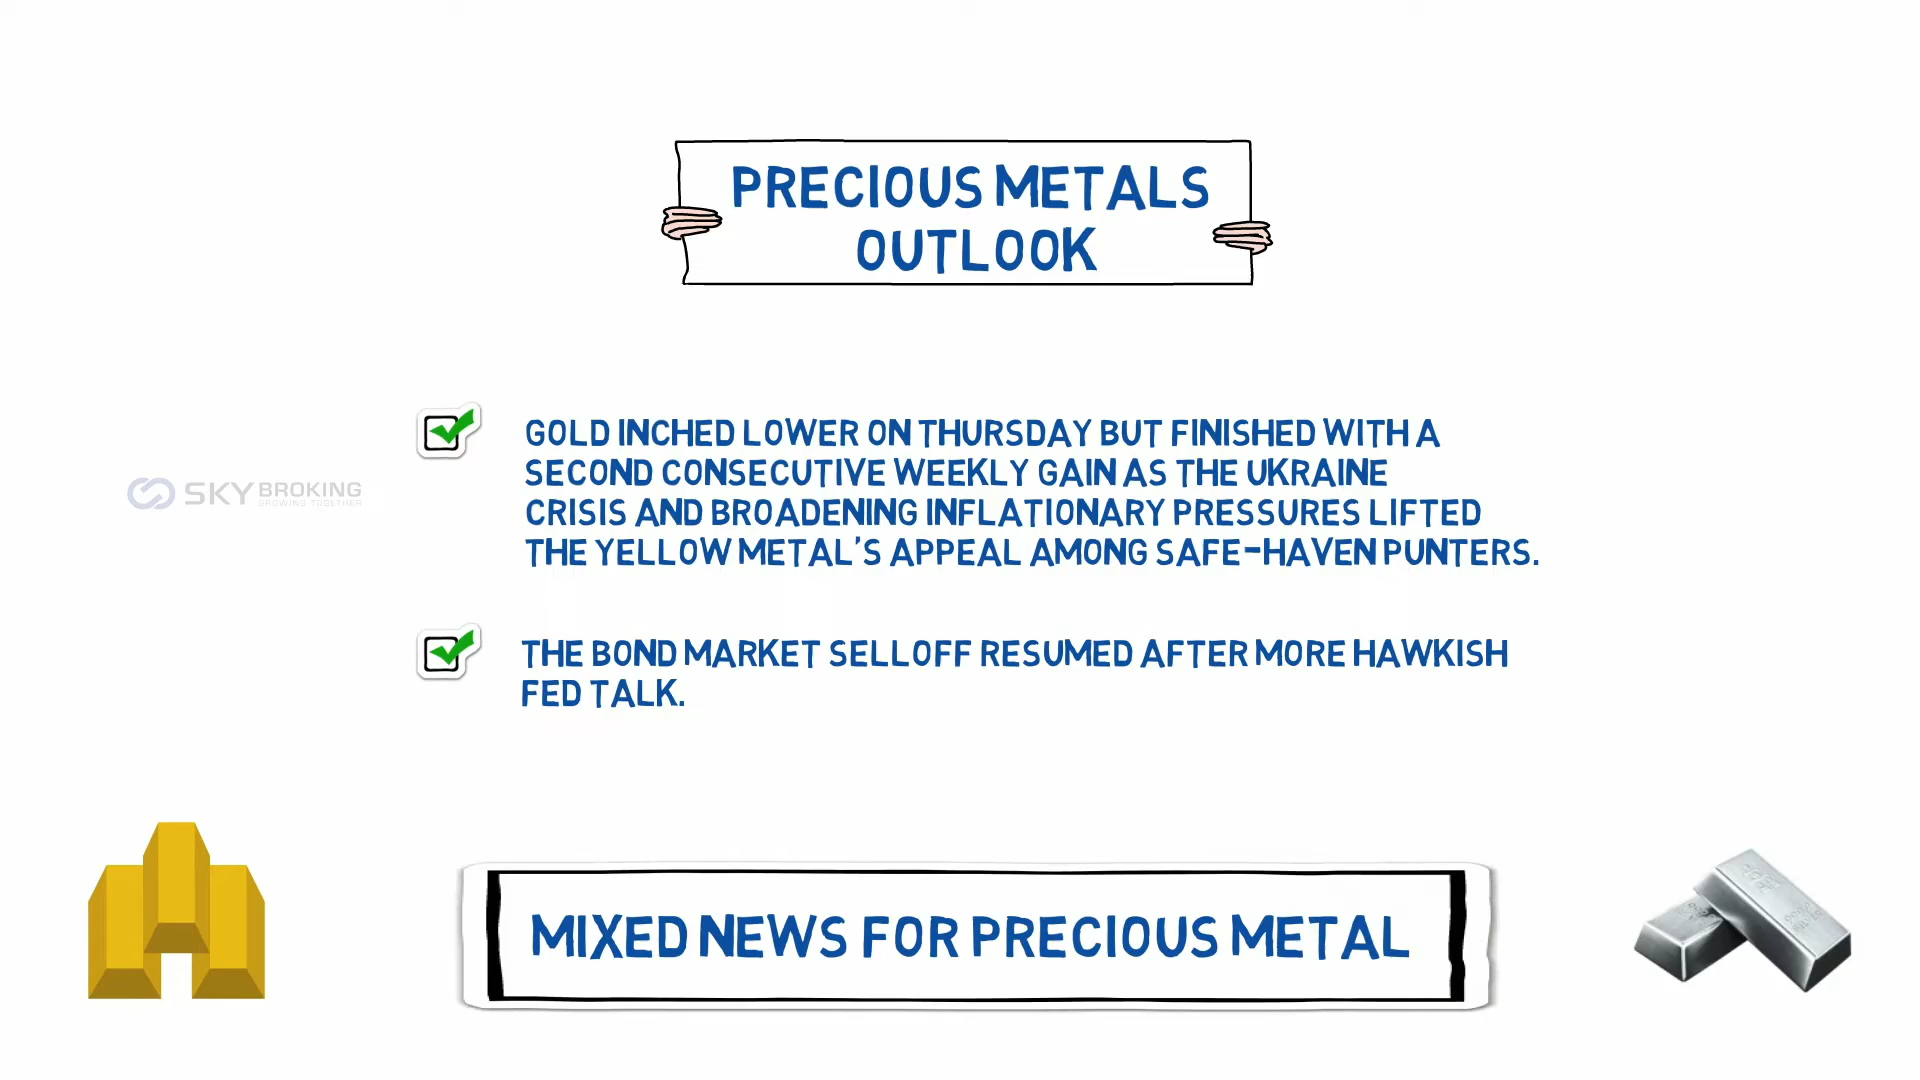 PRECIOUS METALS
OUTLOOK
GOLD INCHED LOWER ON THURSDAY BUT FINISHED WITH A
SECOND CONSECUTIVE WEEKLY GAIN AS THE UKRAINE
CRISIS AND BROADENING INFLATIONARY PRESSURES LIFTED
THE YELLOW METAL'S APPEAL AMONG SAFE-HAVEN PUNTERS.
SKY BROKING
GROWING TOGETHER
THE BOND MARKET SELLOFF RESUMED AFTER MORE HAWKISH
FED TALK.
MIXED NEWS FOR PRECIOUS METAL